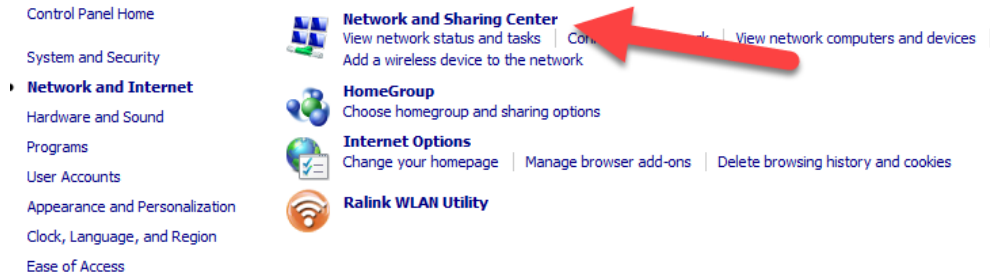 Control Panel Home
System and Security
Network and Internet
Hardware and Sound
Programs
User Accounts
Appearance and Personalization
Clock, Language, and Region
Ease of Access
Network and Sharing Center
View network status and tasks View network computers and devices
Add a wireless device to the network
HomeGroup
Choose homegroup and sharing options
Internet Options
Change your homepage Manage browser add-ons Delete browsing history and cookies
Ralink WLAN Utility